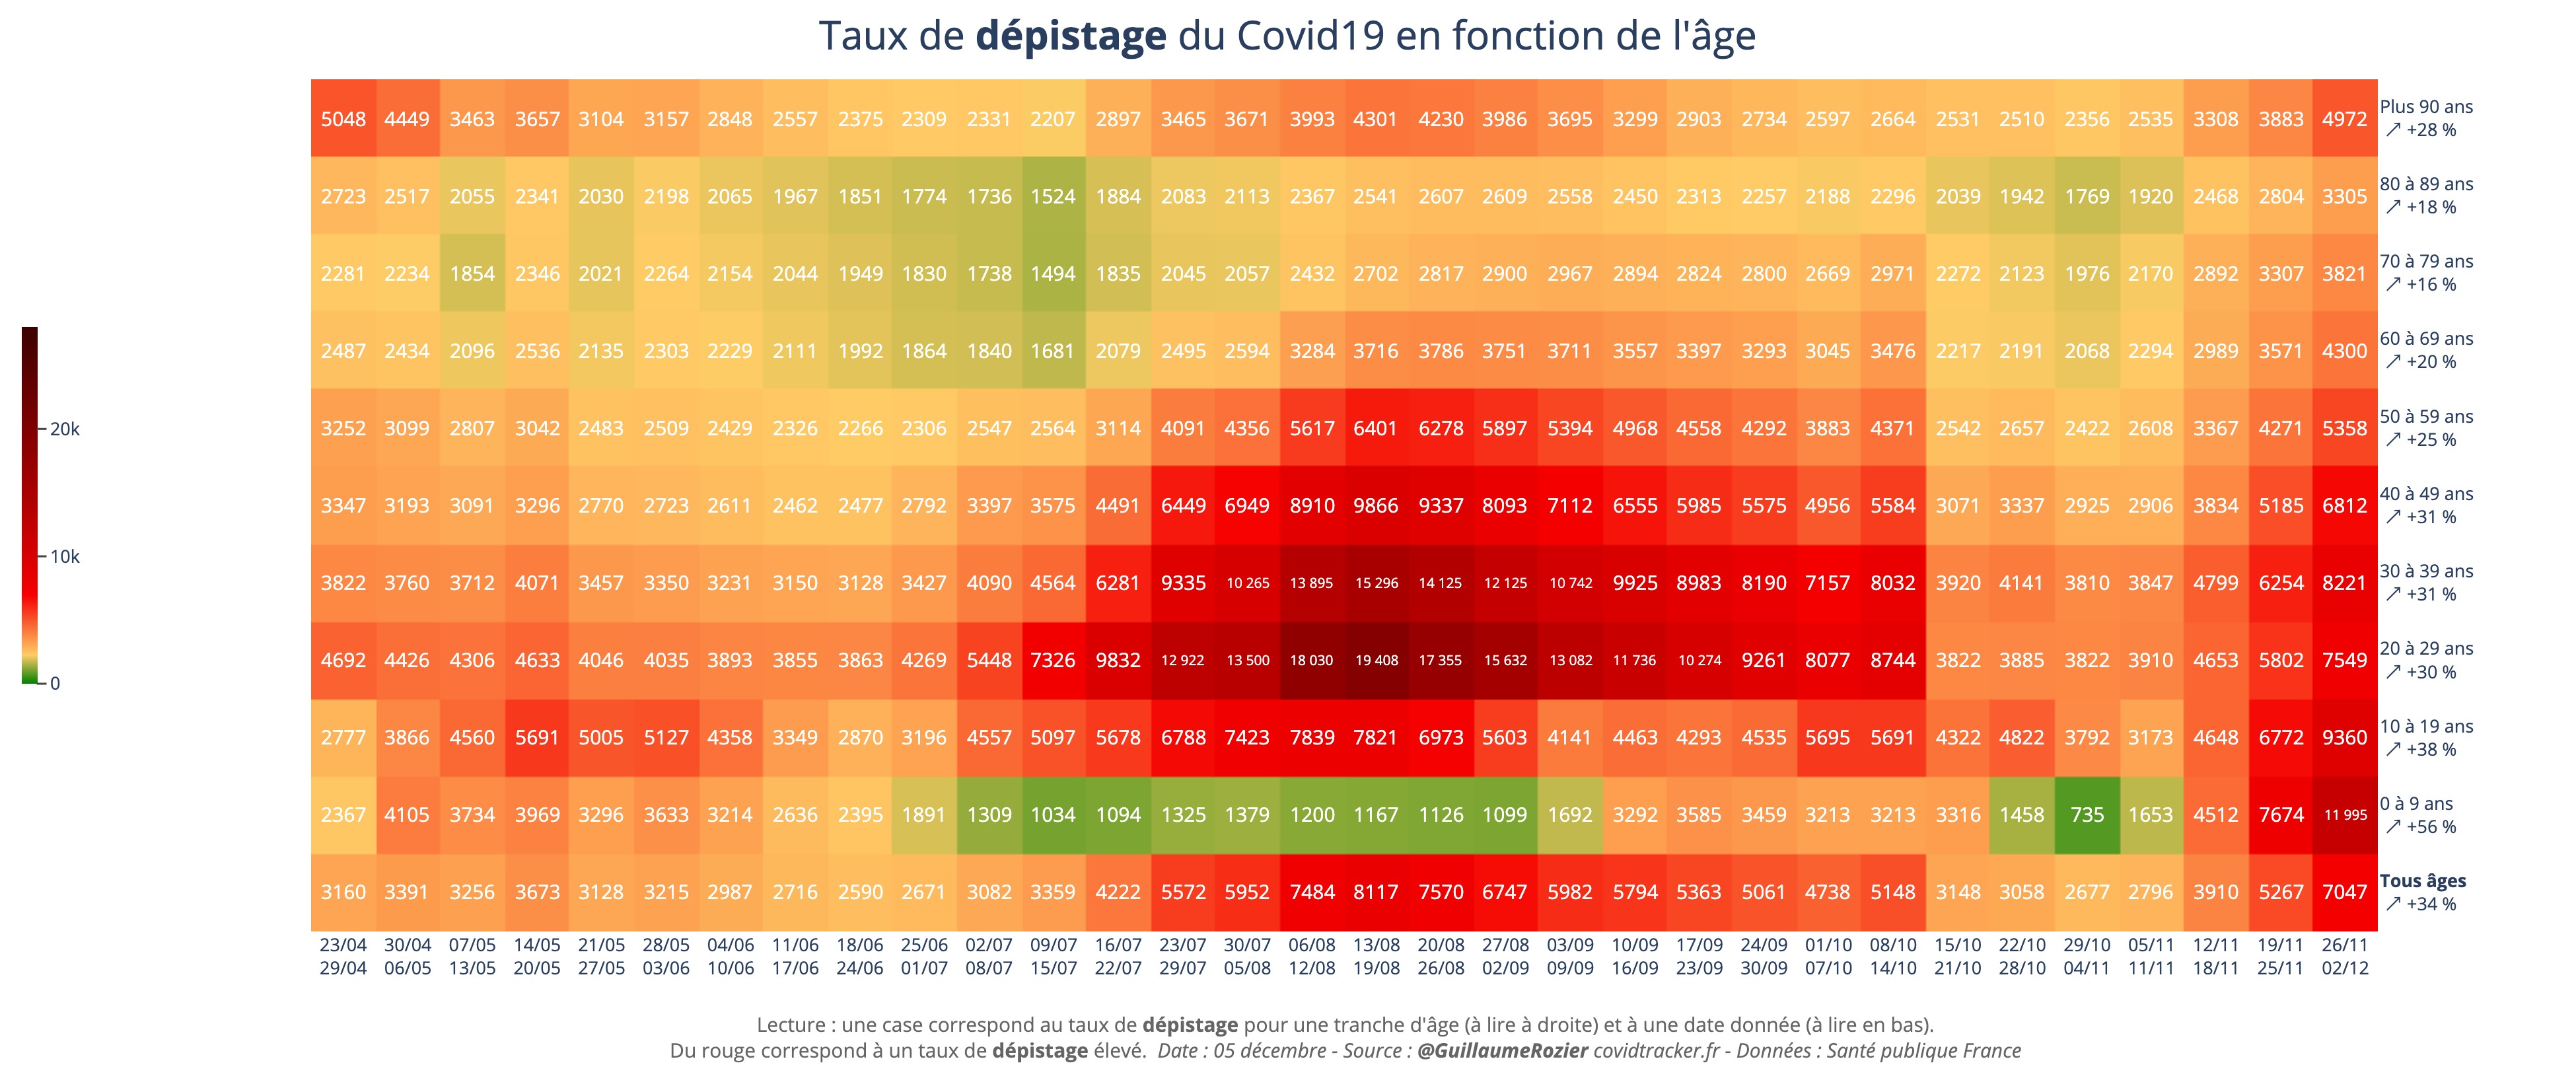 Taux de dépistage du Covid19 en fonction de l'âge
5048 4449 3463 3657 3104 3157 2848 2557 2375 2309 2331 2207 2897 3465 3671 3993 4301 4230 3986 3695 3299 2903 2734 2597 2664 2531 2510 2356 2535 3308 3883 4972 Plus 90 ans
↗ +28 %
2723 2517 2055 2341 2030 2198 2065 1967 1851 1774 1736 1524 1884 2083 2113 2367 2541 2607 2609 2558 2450 2313 2257 2188 2296 2039 1942 1769 1920 2468 2804 3305 80 à 89 ans
↗ +18 %
2281 2234 1854 2346 2021 2264 2154 2044 1949 1830 1738 1494 1835 2045 2057 2432 2702 2817 2900 2967 2894 2824 2800 2669 2971 2272 2123 1976 2170 2892 3307 3821 70 à 79 ans
↗ +16 %
2487 2434 2096 2536 2135 2303 2229 2111 1992 1864 1840 1681 2079 2495 2594 3284 3716 3786 3751 3711 3557 3397 3293 3045 3476 2217 2191 2068 2294 2989 3571 4300 60 à 69 ans
↗ +20 %
3252 3099 2807 3042 2483 2509 2429 2326 2266 2306 2547 2564 3114 4091 4356 5617 6401 6278 5897 5394 4968 4558 4292 3883 4371 2542 2657 2422 2608 3367 4271 5358 50 à 59 ans
↗ +25 %
20k
3347 3193 3091 3296 2770 2723 2611 2462 2477 2792 3397 3575 4491 6449 6949 8910 9866 9337 8093 7112 6555 5985 5575 4956 5584 3071 3337 2925 2906 3834 5185 6812 40 à 49 ans
↗ +31 %
10k
3822 3760 3712 4071 3457 3350 3231 3150 3128 3427 4090 4564 6281 9335 10 265 13 895 15 296 14 125 12 125 10 742 9925 8983 8190 7157 8032 3920 4141 3810 3847 4799 6254 8221 30 à 39 ans
↗ +31 %
4692 4426 4306 4633 4046 4035 3893 3855 3863 4269 5448 7326 9832 12 922 13 500 18 030 19 408 17 355 15 632 13 082 11 736 10 274 9261 8077 8744 3822 3885 3822 3910 4653 5802 7549 20 à 29 ans
↗ +30 %
0
2777 3866 4560 5691 5005 5127 4358 3349 2870 3196 4557 5097 5678 6788 7423 7839 7821 6973 5603 4141 4463 4293 4535 5695 5691 4322 4822 3792 3173 4648 6772 9360 10 à 19 ans
↗ +38 %
2367 4105 3734 3969 3296 3633 3214 2636 2395 1891 1309 1034 1094 1325 1379 1200 1167 1126 1099 1692 3292 3585 3459 3213 3213 3316 1458 735 1653 4512 7674 11 995 0 à 9 ans
↗ +56 %
3160 3391 3256 3673 3128 3215 2987 2716 2590 2671 3082 3359 4222 5572 5952 7484 8117 7570 6747 5982 5794 5363 5061 4738 5148 3148 3058 2677 2796 3910 5267 7047 Tous âges
↗ +34 %
23/04 30/04 07/05 14/05 21/05 28/05 04/06 11/06 18/06 25/06 02/07 09/07 16/07 23/07 30/07 06/08 13/08 20/08 27/08 03/09 10/09 17/09 24/09 01/10 08/10 15/10 22/10 29/10 05/11 12/11 19/11 26/11
29/04 06/05 13/05 20/05 27/05 03/06 10/06 17/06 24/06 01/07 08/07 15/07 22/07 29/07 05/08 12/08 19/08 26/08 02/09 09/09 16/09 23/09 30/09 07/10 14/10 21/10 28/10 04/11 11/11 18/11 25/11 02/12
Lecture : une case correspond au taux de dépistage pour une tranche d'âge (à lire à droite) et à une date donnée (à lire en bas).
Du rouge correspond à un taux de dépistage élevé. Date : 05 décembre - Source : @GuillaumeRozier covidtracker.fr - Données : Santé publique France